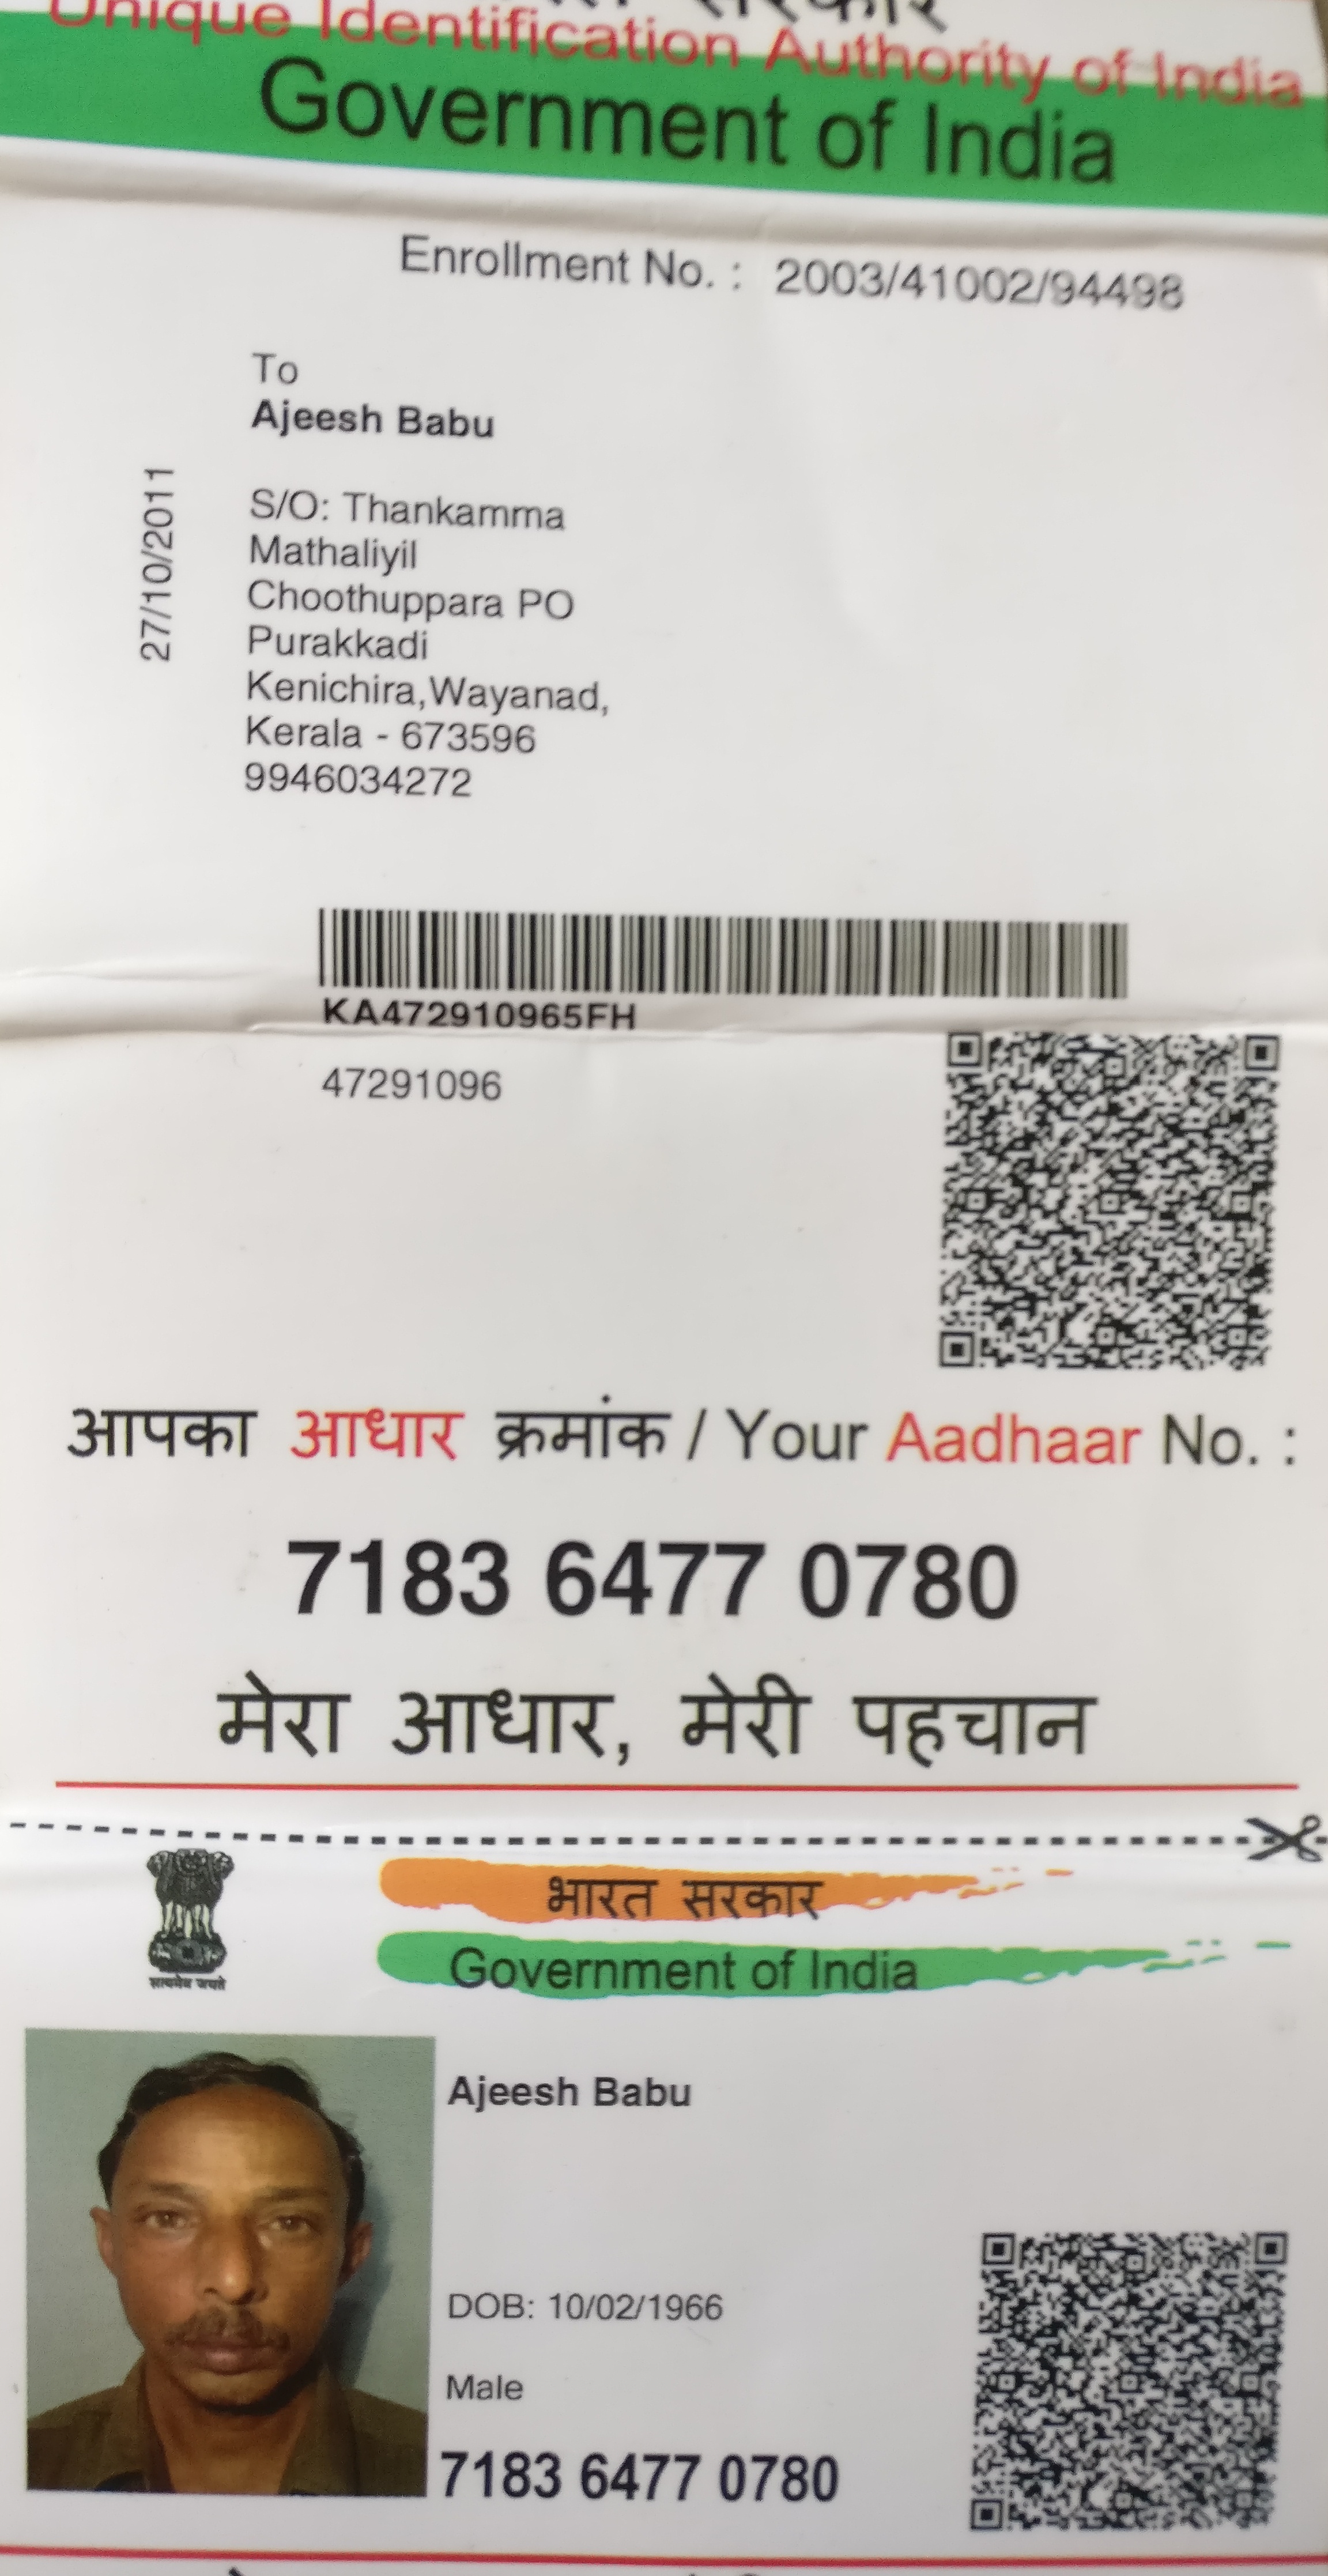 सरकार
Unique Identification Authority of India
Government of India
Enrollment No. : 2003/41002/94498
To
Ajeesh Babu
27/10/2011
S/O: Thankamma
Mathaliyil
Choothuppara PO
Purakkadi
Kenichira,Wayanad,
Kerala - 673596
9946034272
KA472910965FH
47291096
आपका आधार क्रमांक / Your Aadhaar No. :
7183 6477 0780
मेरा आधार, मेरी पहचान
सत्यमेव जयते
भारत सरकार
Government of India
Ajeesh Babu
DOB: 10/02/1966
Male
7183 6477 0780